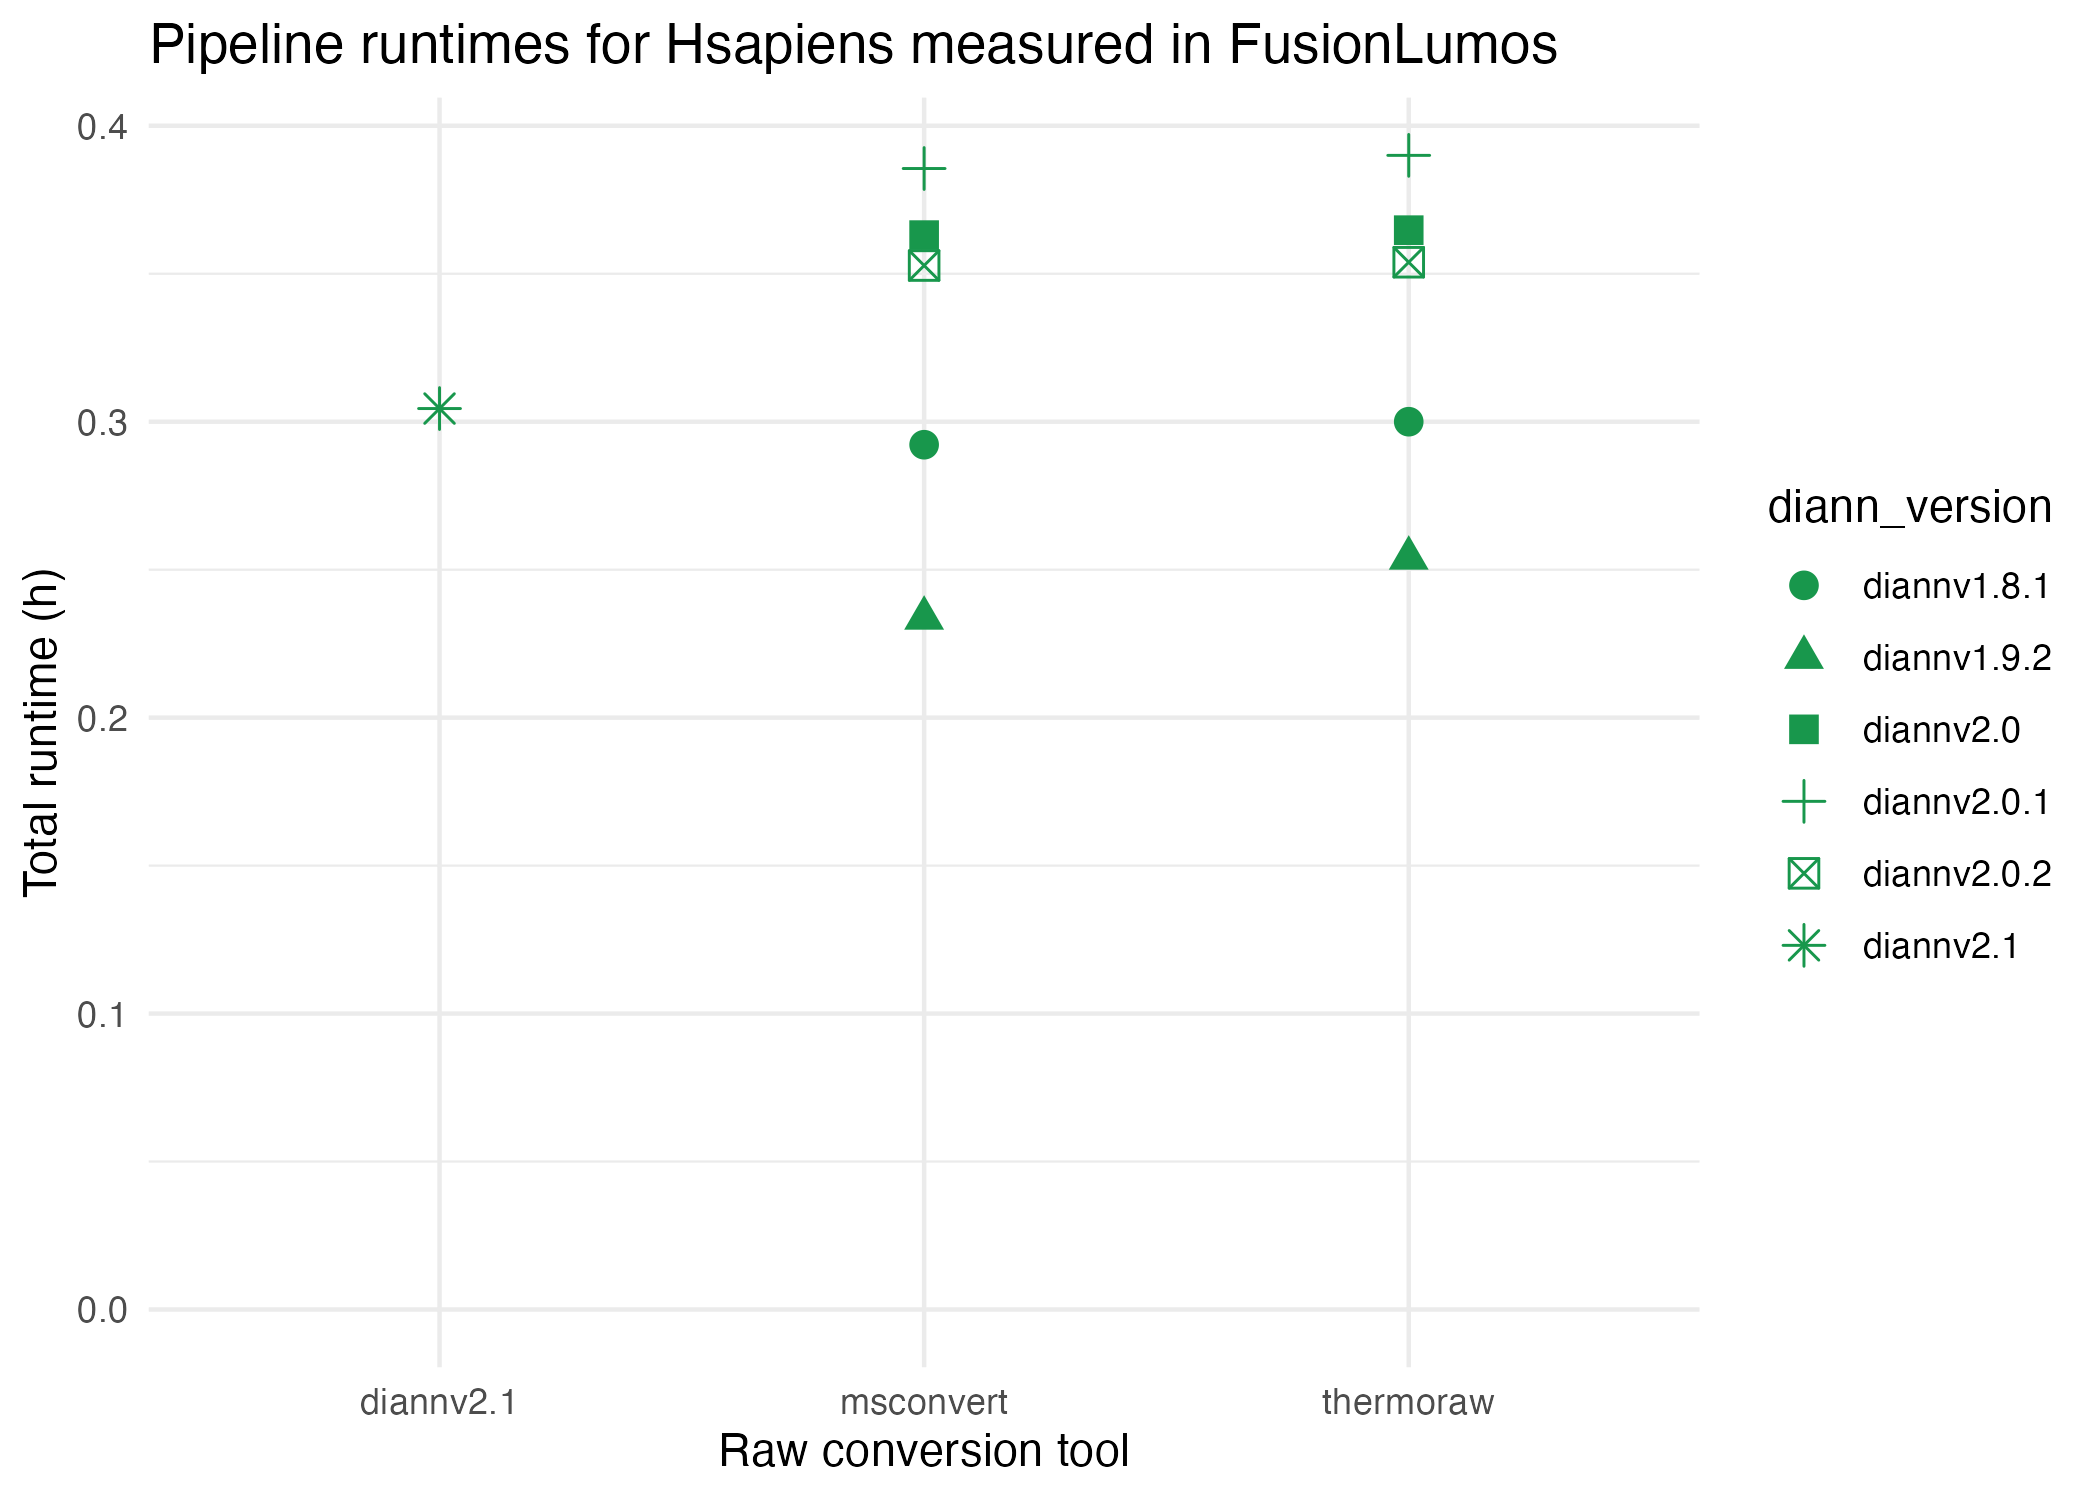 Pipeline runtimes for Hsapiens measured in FusionLumos
Total runtime (h)
0.4
0.3
0.2
0.1
0.0
diannv2.1
msconvert
thermoraw
Raw conversion tool
diann_version
diannv1.8.1
diannv1.9.2
diannv2.0
diannv2.0.1
diannv2.0.2
diannv2.1